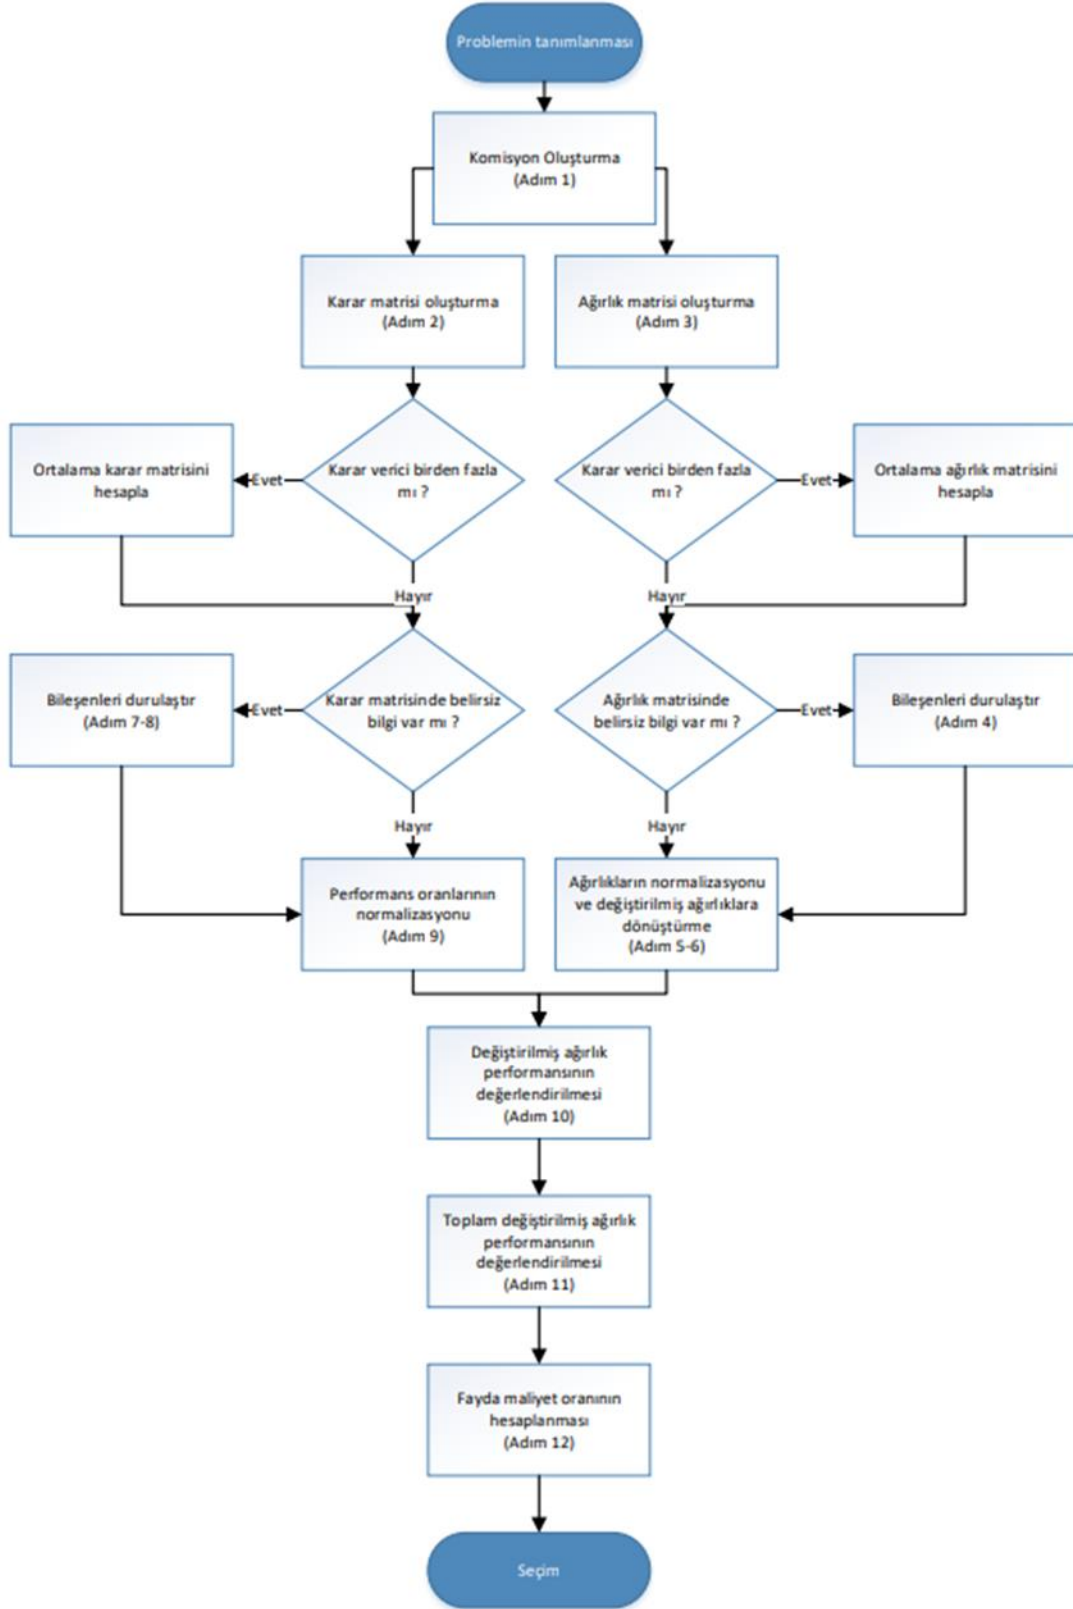 Problemin tanımlanması
Komisyon Oluşturma
(Adım 1)
Karar matrisi oluşturma
(Adım 2)
Ağırlık matrisi oluşturma
(Adım 3)
Ortalama karar matrisini
hesapla
Evet
Karar verici birden fazla
mı ?
Karar verici birden fazla
mı ?
Evet
Ortalama ağırlık matrisini
hesapla
Hayır
Hayır
Bileşenleri durulaştır
(Adım 7-8)
Evet
Karar matrisinde belirsiz
bilgi var mı ?
Ağırlık matrisinde
belirsiz bilgi var mı ?
Evet
Bileşenleri durulaştır
(Adım 4)
Hayır
Hayır
Performans oranlarının
normalizasyonu
(Adım 9)
Ağırlıkların normalizasyonu
ve değiştirilmiş ağırlıklara
dönüştürme
(Adım 5-6)
Değiştirilmiş ağırlık
performansının
değerlendirilmesi
(Adım 10)
Toplam değiştirilmiş ağırlık
performansının
değerlendirilmesi
(Adım 11)
Fayda maliyet oranının
hesaplanması
(Adım 12)
Seçim